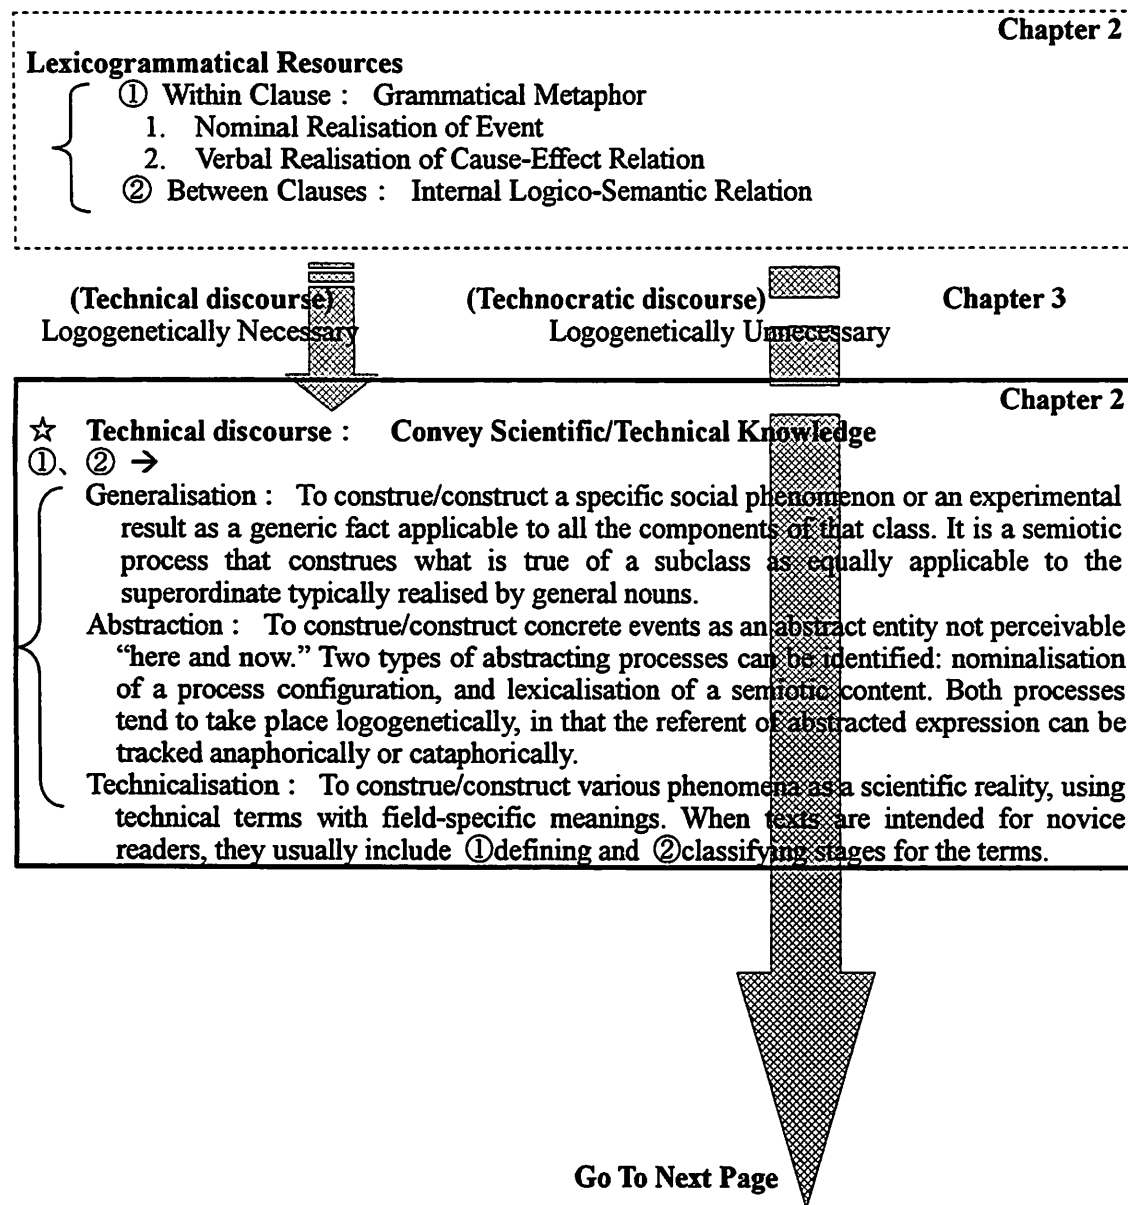 Chapter 2
Lexicogrammatical Resources
① Within Clause : Grammatical Metaphor
1. Nominal Realisation of Event
2. Verbal Realisation of Cause-Effect Relation
② Between Clauses : Internal Logico-Semantic Relation
(Technical discourse) (Technocratic discourse) Chapter 3
Logogenetically Necessary Logogenetically Unnecessary
Chapter 2
☆ Technical discourse : Convey Scientific/Technical Knowledge
①、② →
Generalisation : To construe/construct a specific social phenomenon or an experimental
result as a generic fact applicable to all the components of that class. It is a semiotic
process that construes what is true of a subclass as equally applicable to the
superordinate typically realised by general nouns.
Abstraction : To construe/construct concrete events as an abstract entity not perceivable
“here and now.” Two types of abstracting processes can be identified: nominalisation
of a process configuration, and lexicalisation of a semiotic content. Both processes
tend to take place logogenetically, in that the referent of abstracted expression can be
tracked anaphorically or cataphorically.
Technicalisation : To construe/construct various phenomena as a scientific reality, using
technical terms with field-specific meanings. When texts are intended for novice
readers, they usually include ①defining and ②classifying stages for the terms.
Go To Next Page